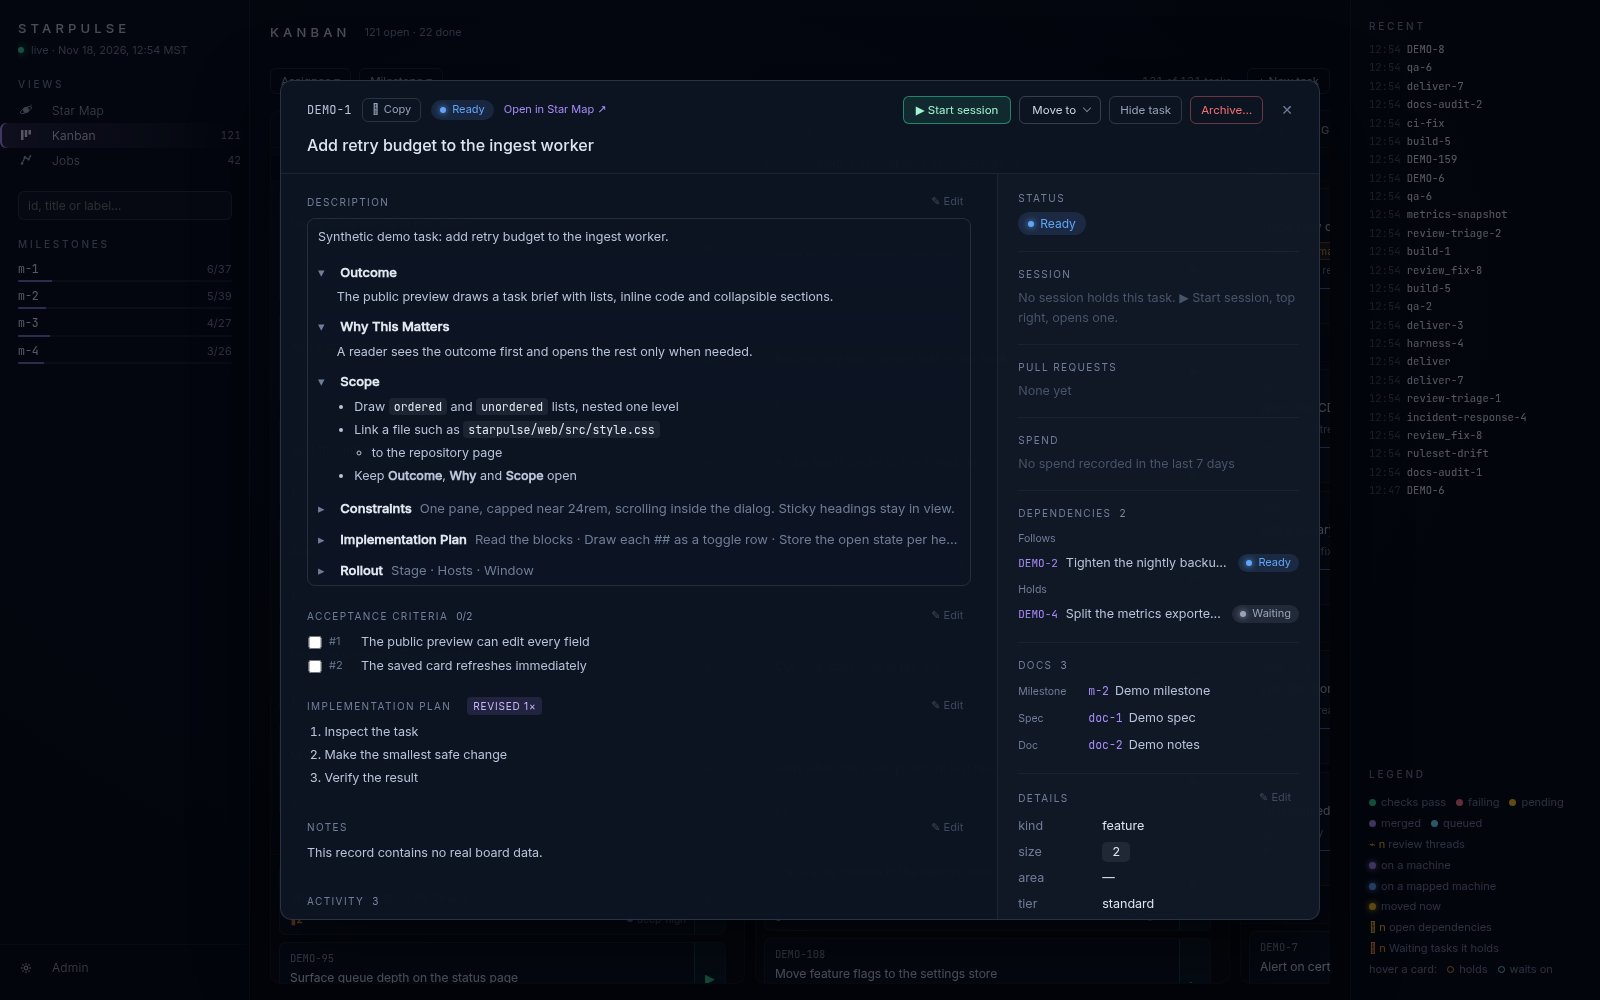 STARPULSE
live · Nov 18, 2026, 12:54 MST
VIEWS
Star Map
Kanban 121
Jobs 42
id, title or label...
MILESTONES
m-1 6/37
m-2 5/39
m-3 4/27
m-4 3/26
Admin
KANBAN 121 open · 22 done
DEMO-1 Copy Ready Open in Star Map ↗ ▶ Start session Move to Hide task Archive... ✕
Add retry budget to the ingest worker
DESCRIPTION ✎ Edit
Synthetic demo task: add retry budget to the ingest worker.
▾ Outcome
The public preview draws a task brief with lists, inline code and collapsible sections.
▾ Why This Matters
A reader sees the outcome first and opens the rest only when needed.
▾ Scope
• Draw ordered and unordered lists, nested one level
• Link a file such as starpulse/web/src/style.css
◦ to the repository page
• Keep Outcome, Why and Scope open
▸ Constraints One pane, capped near 24rem, scrolling inside the dialog. Sticky headings stay in view.
▸ Implementation Plan Read the blocks · Draw each ## as a toggle row · Store the open state per he...
▸ Rollout Stage · Hosts · Window
ACCEPTANCE CRITERIA 0/2 ✎ Edit
#1 The public preview can edit every field
#2 The saved card refreshes immediately
IMPLEMENTATION PLAN REVISED 1× ✎ Edit
1. Inspect the task
2. Make the smallest safe change
3. Verify the result
NOTES ✎ Edit
This record contains no real board data.
ACTIVITY 3
STATUS
Ready
SESSION
No session holds this task. ▶ Start session, top
right, opens one.
PULL REQUESTS
None yet
SPEND
No spend recorded in the last 7 days
DEPENDENCIES 2
Follows
DEMO-2 Tighten the nightly backu... Ready
Holds
DEMO-4 Split the metrics exporte... Waiting
DOCS 3
Milestone m-2 Demo milestone
Spec doc-1 Demo spec
Doc doc-2 Demo notes
DETAILS ✎ Edit
kind feature
size 2
area —
tier standard
DEMO-95
Surface queue depth on the status page
DEMO-108
Move feature flags to the settings store
DEMO-7
Alert on cert
RECENT
12:54 DEMO-8
12:54 qa-6
12:54 deliver-7
12:54 docs-audit-2
12:54 ci-fix
12:54 build-5
12:54 DEMO-159
12:54 DEMO-6
12:54 qa-6
12:54 metrics-snapshot
12:54 review-triage-2
12:54 build-1
12:54 review_fix-8
12:54 build-5
12:54 qa-2
12:54 deliver-3
12:54 harness-4
12:54 deliver
12:54 deliver-7
12:54 review-triage-1
12:54 incident-response-4
12:54 review_fix-8
12:54 ruleset-drift
12:54 docs-audit-1
12:47 DEMO-6
LEGEND
checks pass failing pending
merged queued
n review threads
on a machine
on a mapped machine
moved now
n open dependencies
n Waiting tasks it holds
hover a card: holds waits on